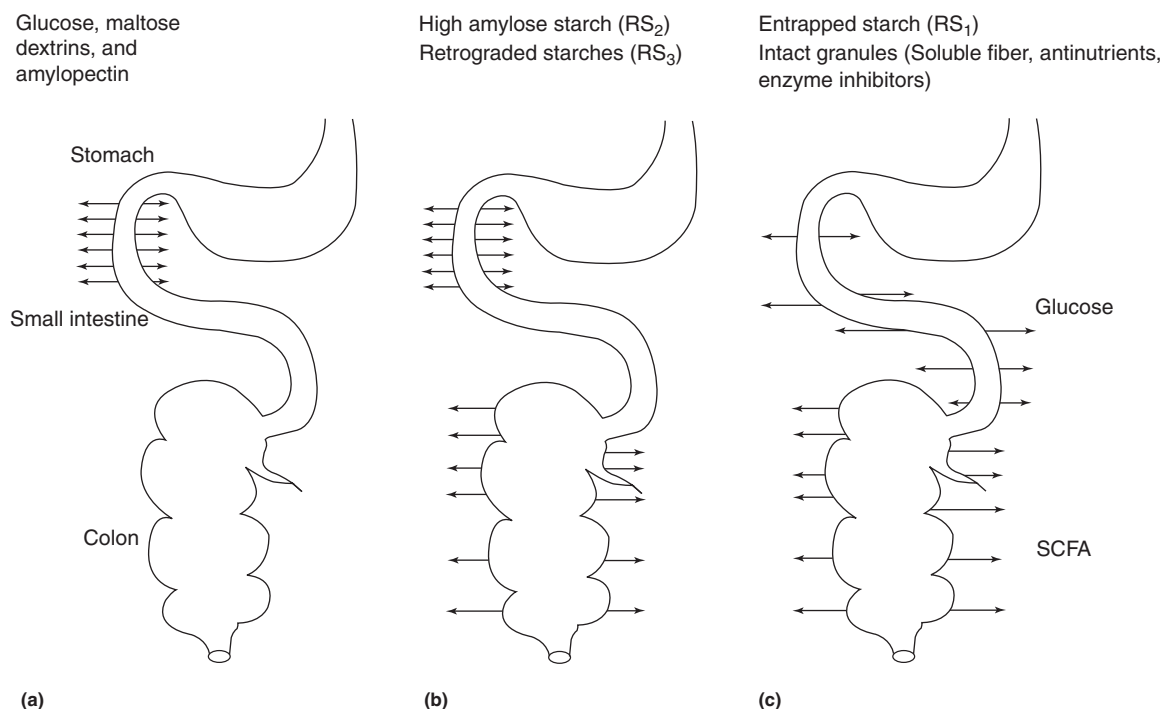 Glucose, maltose
dextrins, and
amylopectin
High amylose starch (RS₂)
Retrograded starches (RS₃)
Entrapped starch (RS₁)
Intact granules (Soluble fiber, antinutrients,
enzyme inhibitors)
Stomach
Small intestine
Colon
Glucose
SCFA
(a)
(b)
(c)